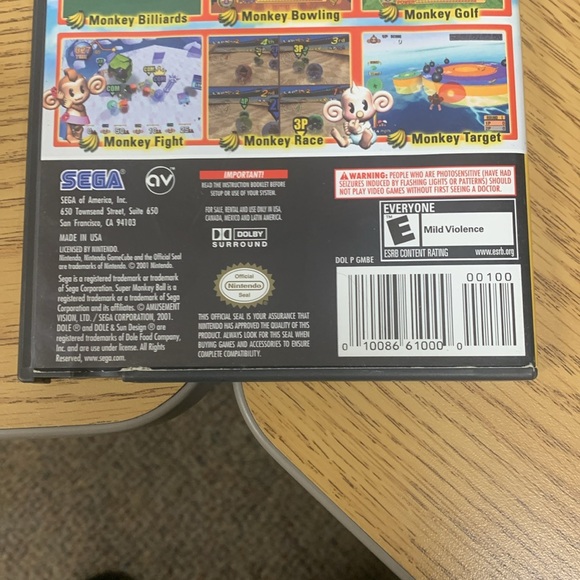 Monkey Billiards
Monkey Bowling
Monkey Golf
COM
COM
4
3
3P
3P
Monkey Fight
Monkey Race
Monkey Target
SEGA
av
SEGA of America, Inc.
650 Townsend Street, Suite 650
San Francisco, CA 94103
MADE IN USA
LICENSED BY NINTENDO.
Nintendo, Nintendo GameCube and the Official Seal
are trademarks of Nintendo. © 2001 Nintendo.
Sega is a registered trademark or trademark
of Sega Corporation. Super Monkey Ball is a
registered trademark or a trademark of Sega
Corporation and its affiliates. © AMUSEMENT
VISION, LTD. / SEGA CORPORATION, 2001.
DOLE ® and DOLE & Sun Design ® are
registered trademarks of Dole Food Company,
Inc. and are use under license. All Rights
Reserved, www.sega.com.
IMPORTANT!
READ THE INSTRUCTION BOOKLET BEFORE
SETUP OR USE OF YOUR SYSTEM.
FOR SALE, RENTAL AND USE ONLY IN USA,
CANADA, MEXICO AND LATIN AMERICA.
DOLBY
SURROUND
Official
Nintendo
Seal
THIS OFFICIAL SEAL IS YOUR ASSURANCE THAT
NINTENDO HAS APPROVED THE QUALITY OF THIS
PRODUCT. ALWAYS LOOK FOR THIS SEAL WHEN
BUYING GAMES AND ACCESSORIES TO ENSURE
COMPLETE COMPATIBILITY.
WARNING: PEOPLE WHO ARE PHOTOSENSITIVE (HAVE HAD
SEIZURES INDUCED BY FLASHING LIGHTS OR PATTERNS) SHOULD
NOT PLAY VIDEO GAMES WITHOUT FIRST SEEING A DOCTOR.
EVERYONE
E
Mild Violence
ESRB CONTENT RATING www.esrb.org
DOL P GMBE
00100
0 10086 61000 0